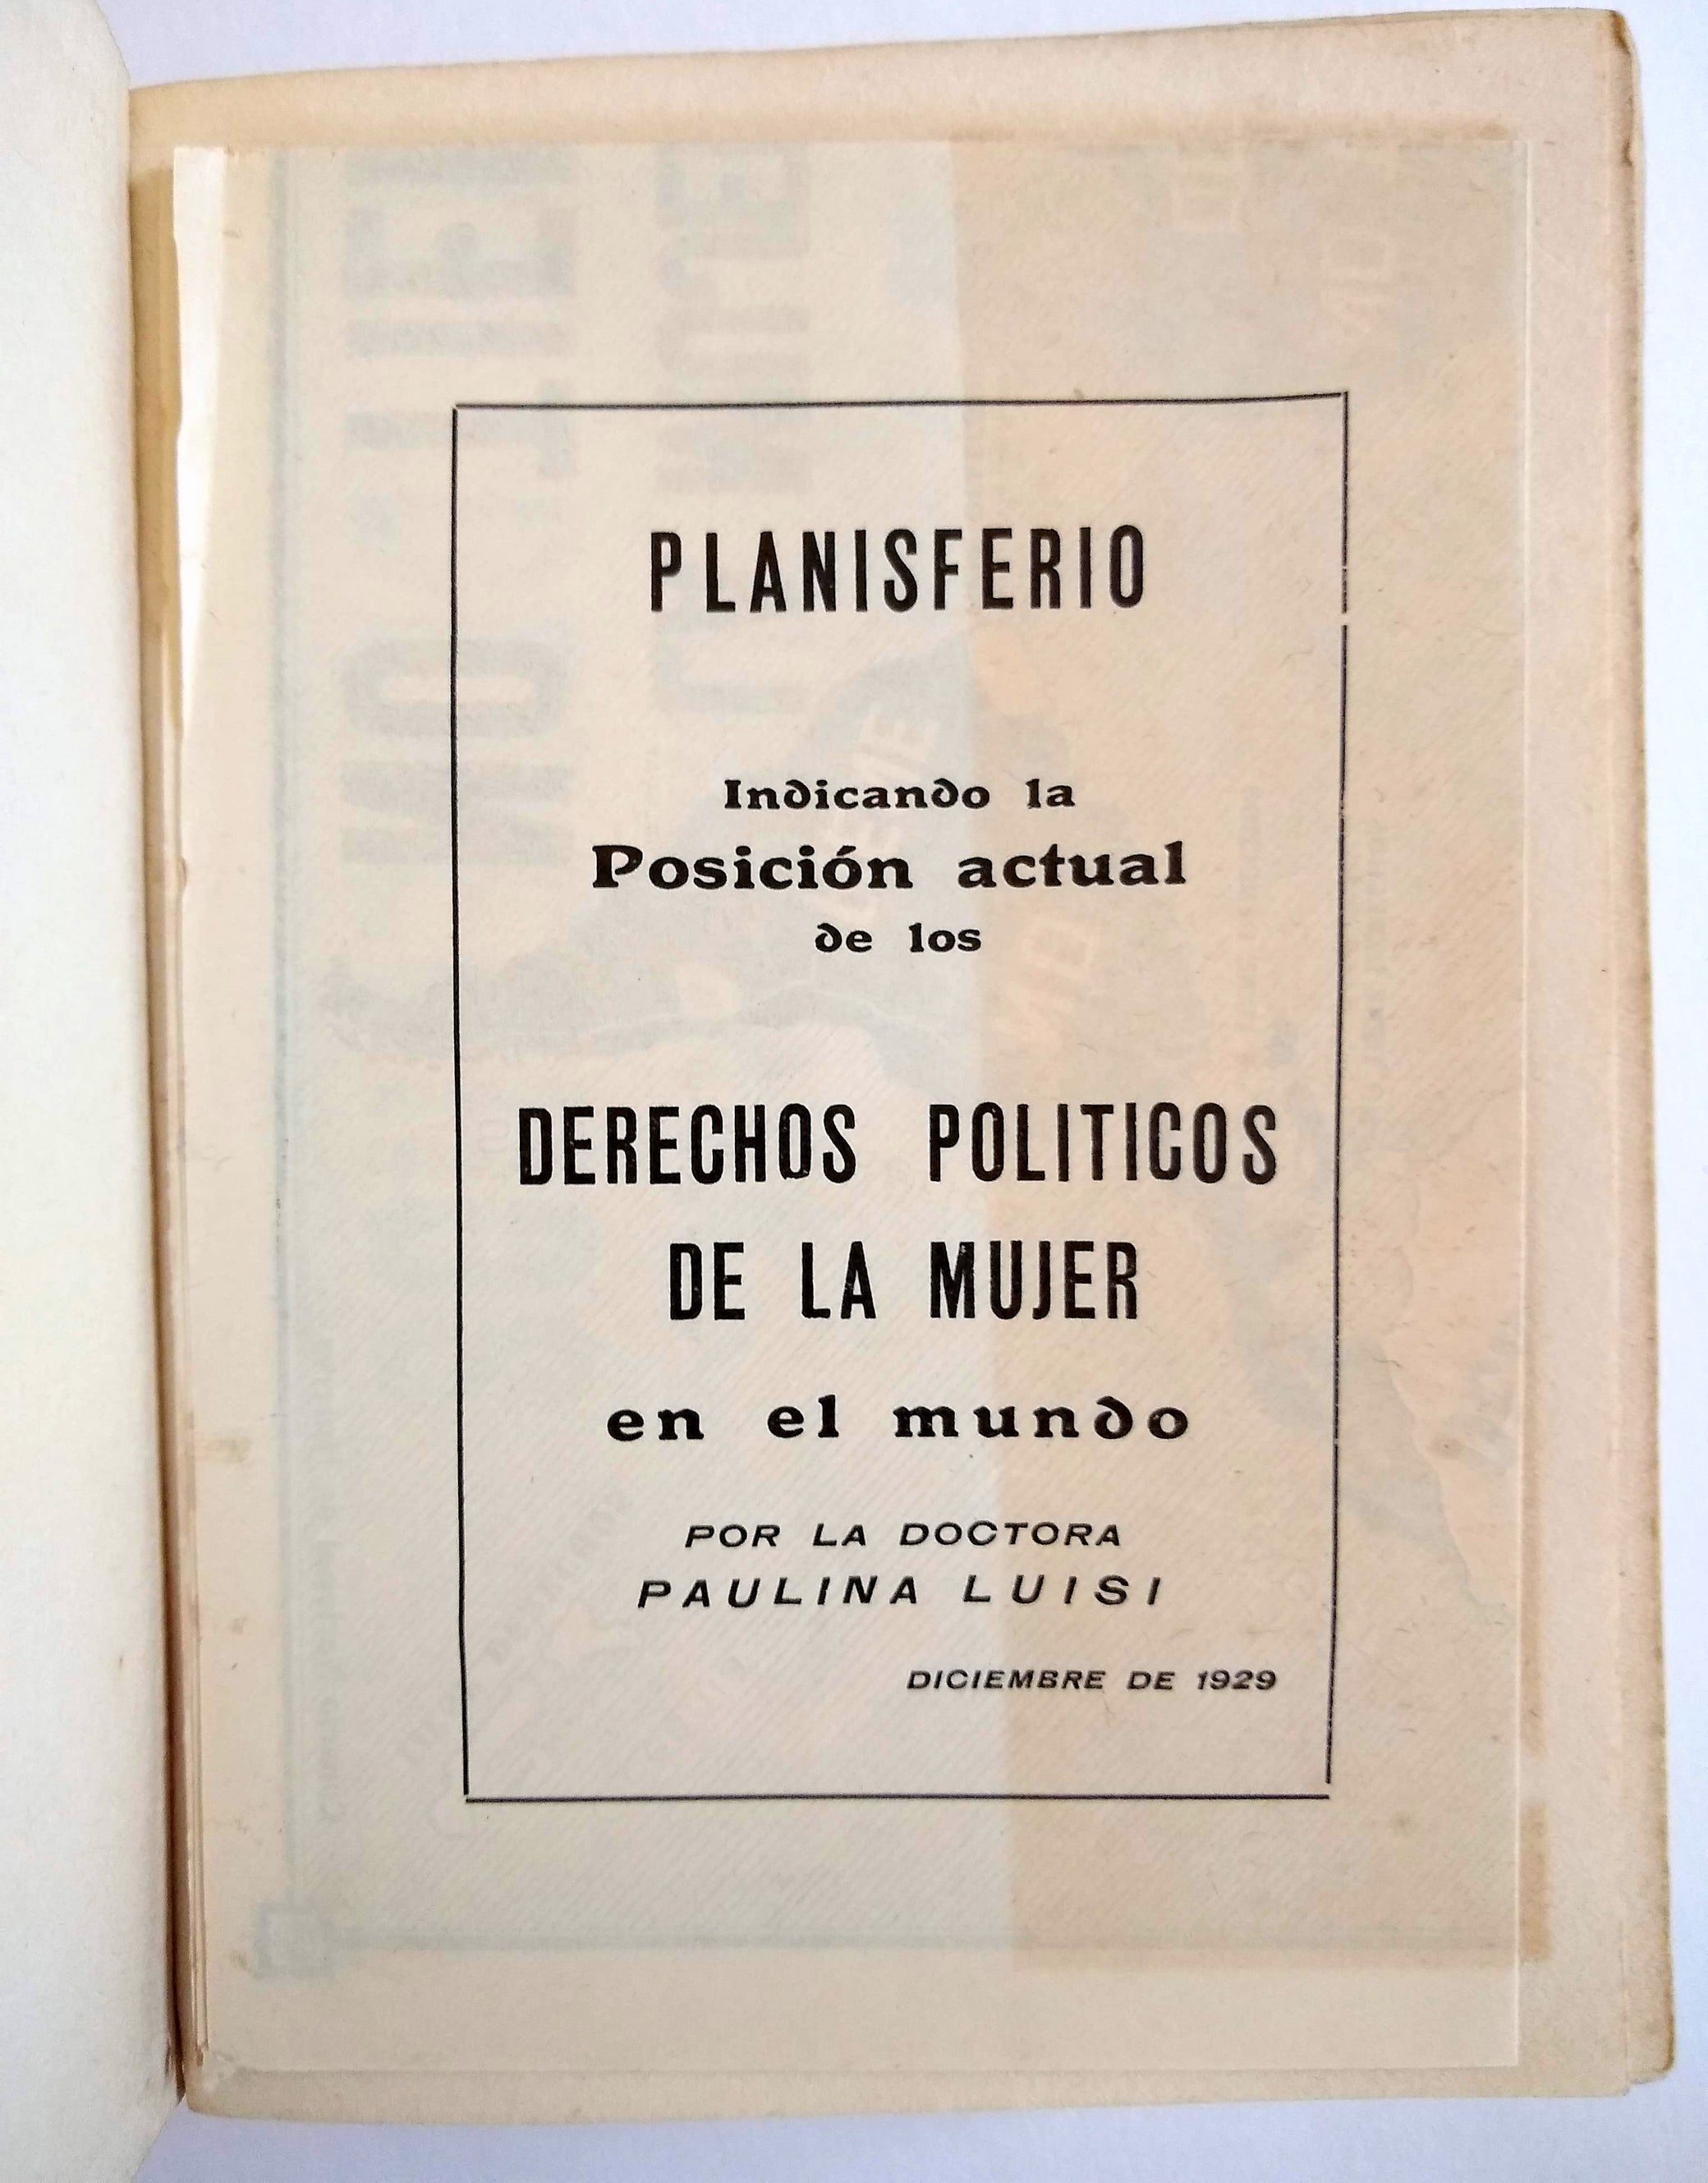 PLANISFERIO
Indicando la
Posición actual
de los
DERECHOS POLITICOS
DE LA MUJER
en el mundo
POR LA DOCTORA
PAULINA LUISI
DICIEMBRE DE 1929